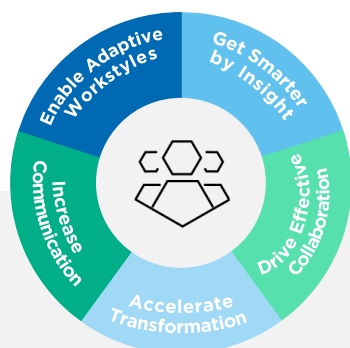 Enable Adaptive
Workstyles
Get Smarter
by Insight
Drive Effective
Collaboration
Accelerate
Transformation
Increase
Communication